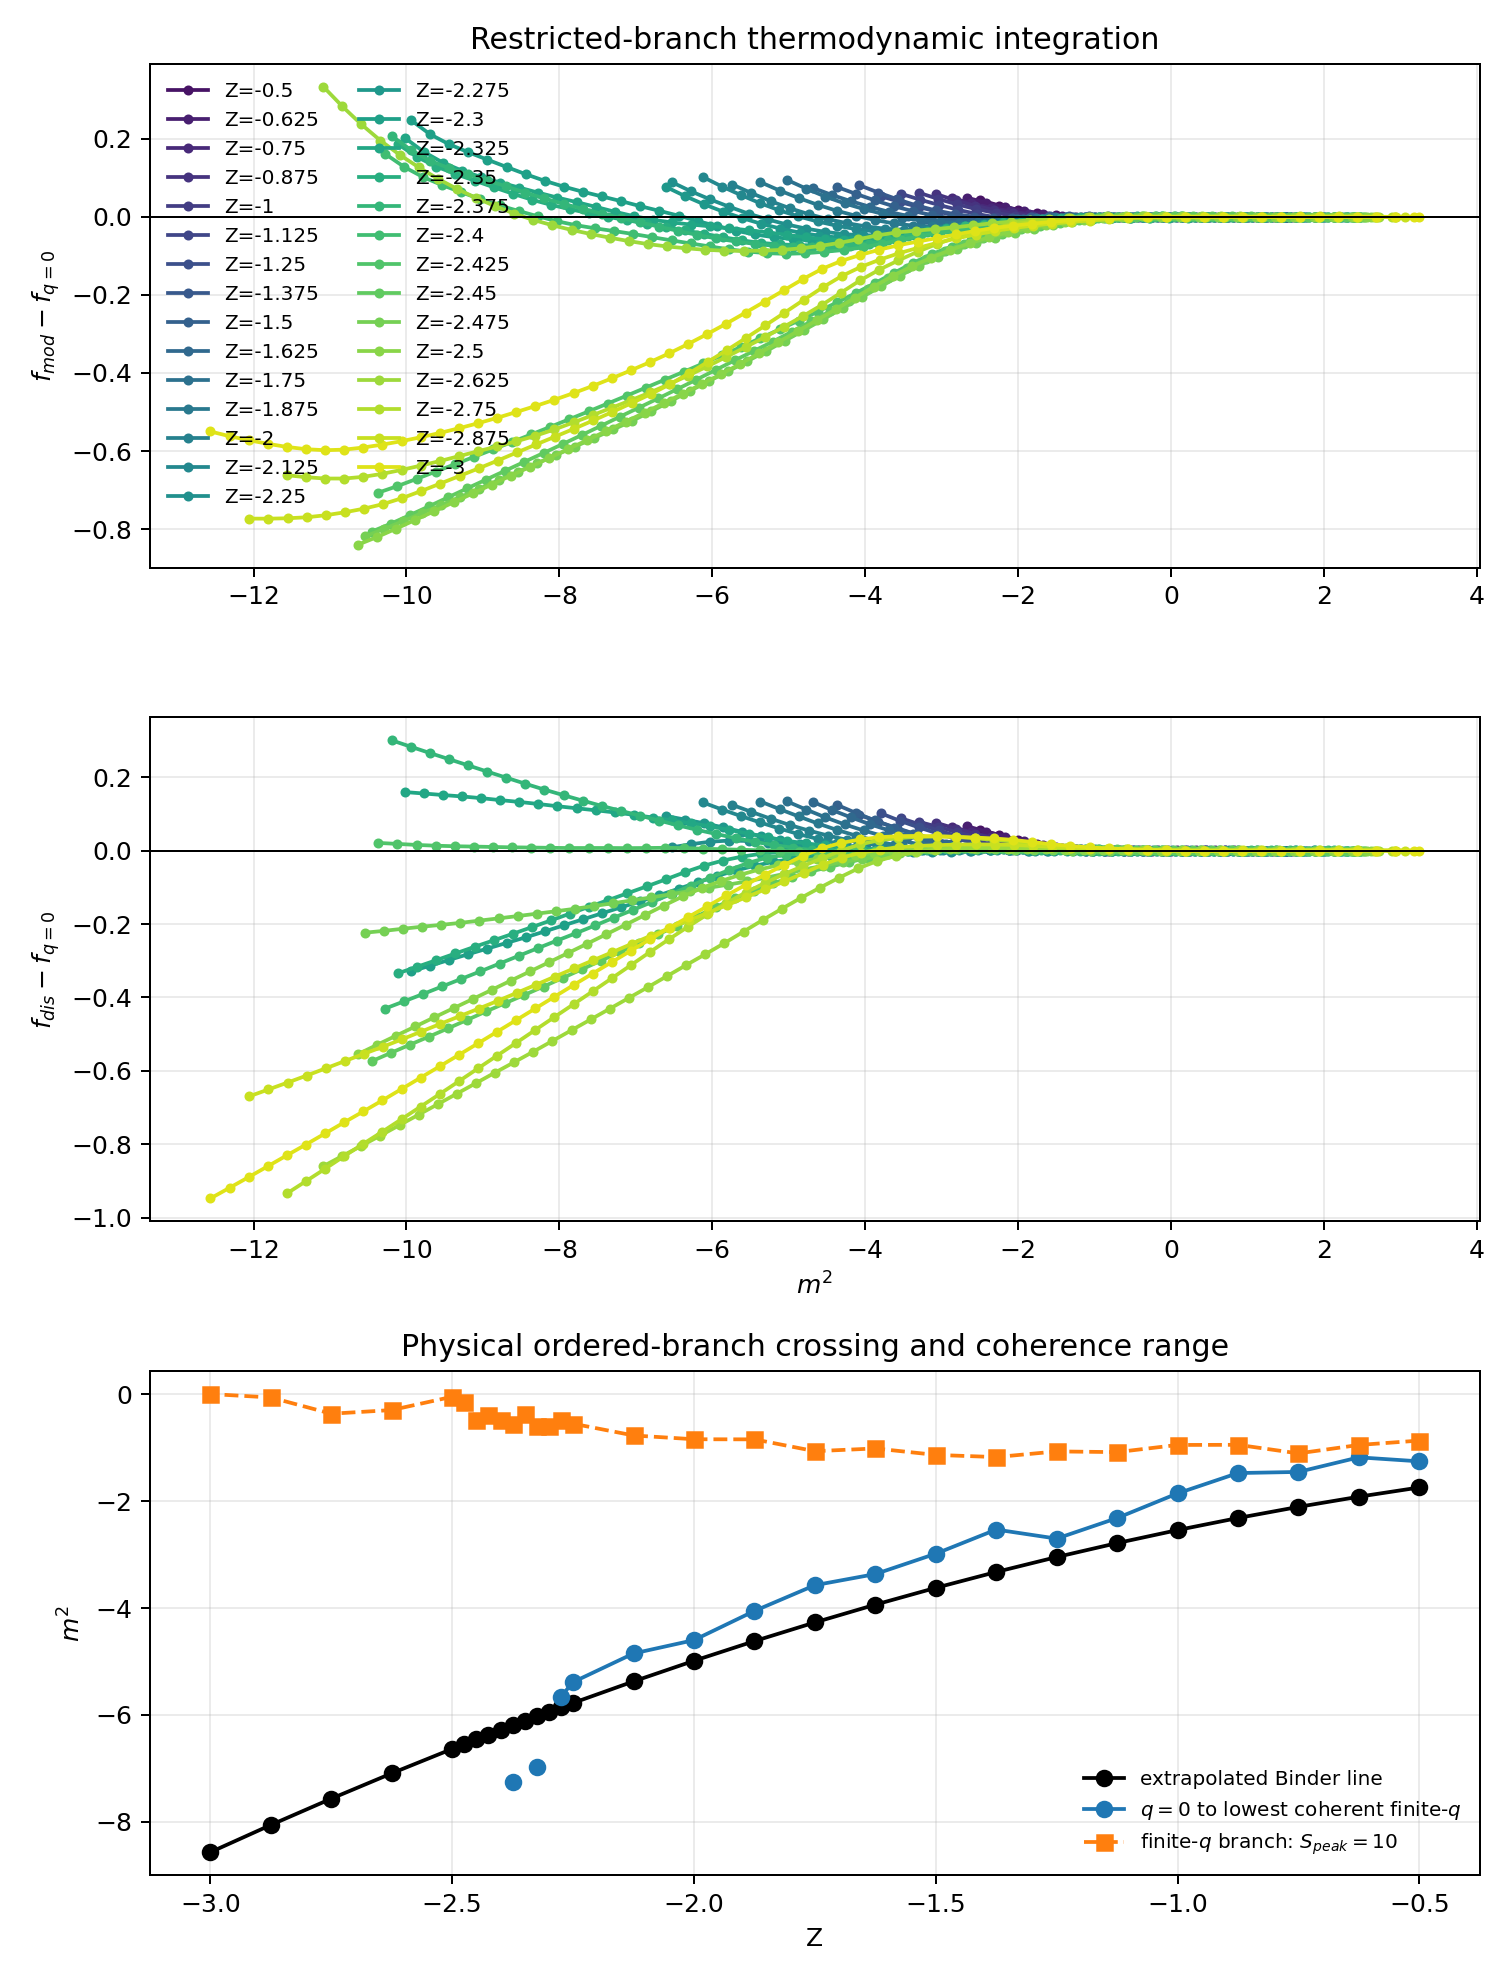 Restricted-branch thermodynamic integration
f_mod − f_q=0
0.2
0.0
−0.2
−0.4
−0.6
−0.8
Z=-0.5
Z=-0.625
Z=-0.75
Z=-0.875
Z=-1
Z=-1.125
Z=-1.25
Z=-1.375
Z=-1.5
Z=-1.625
Z=-1.75
Z=-1.875
Z=-2
Z=-2.125
Z=-2.25
Z=-2.275
Z=-2.3
Z=-2.325
Z=-2.35
Z=-2.375
Z=-2.4
Z=-2.425
Z=-2.45
Z=-2.475
Z=-2.5
Z=-2.625
Z=-2.75
Z=-2.875
Z=-3
−12 −10 −8 −6 −4 −2 0 2 4
f_dis − f_q=0
0.2
0.0
−0.2
−0.4
−0.6
−0.8
−1.0
−12 −10 −8 −6 −4 −2 0 2 4
m²
Physical ordered-branch crossing and coherence range
m²
0
−2
−4
−6
−8
extrapolated Binder line
q = 0 to lowest coherent finite-q
finite-q branch: S_peak = 10
−3.0 −2.5 −2.0 −1.5 −1.0 −0.5
Z